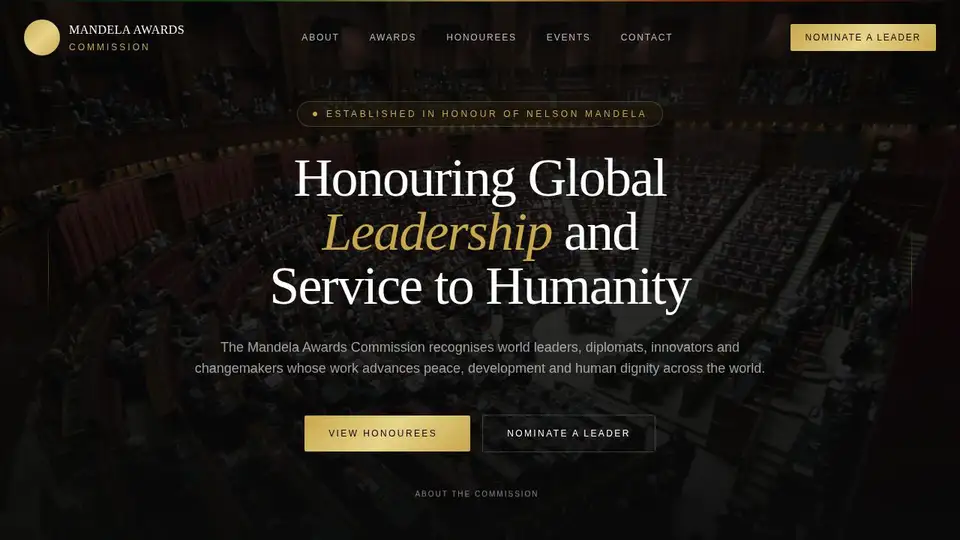 MANDELA AWARDS
COMMISSION
ABOUT
AWARDS
HONOUREES
EVENTS
CONTACT
NOMINATE A LEADER
ESTABLISHED IN HONOUR OF NELSON MANDELA
Honouring Global
Leadership and
Service to Humanity
The Mandela Awards Commission recognises world leaders, diplomats, innovators and
changemakers whose work advances peace, development and human dignity across the world.
VIEW HONOUREES
NOMINATE A LEADER
ABOUT THE COMMISSION